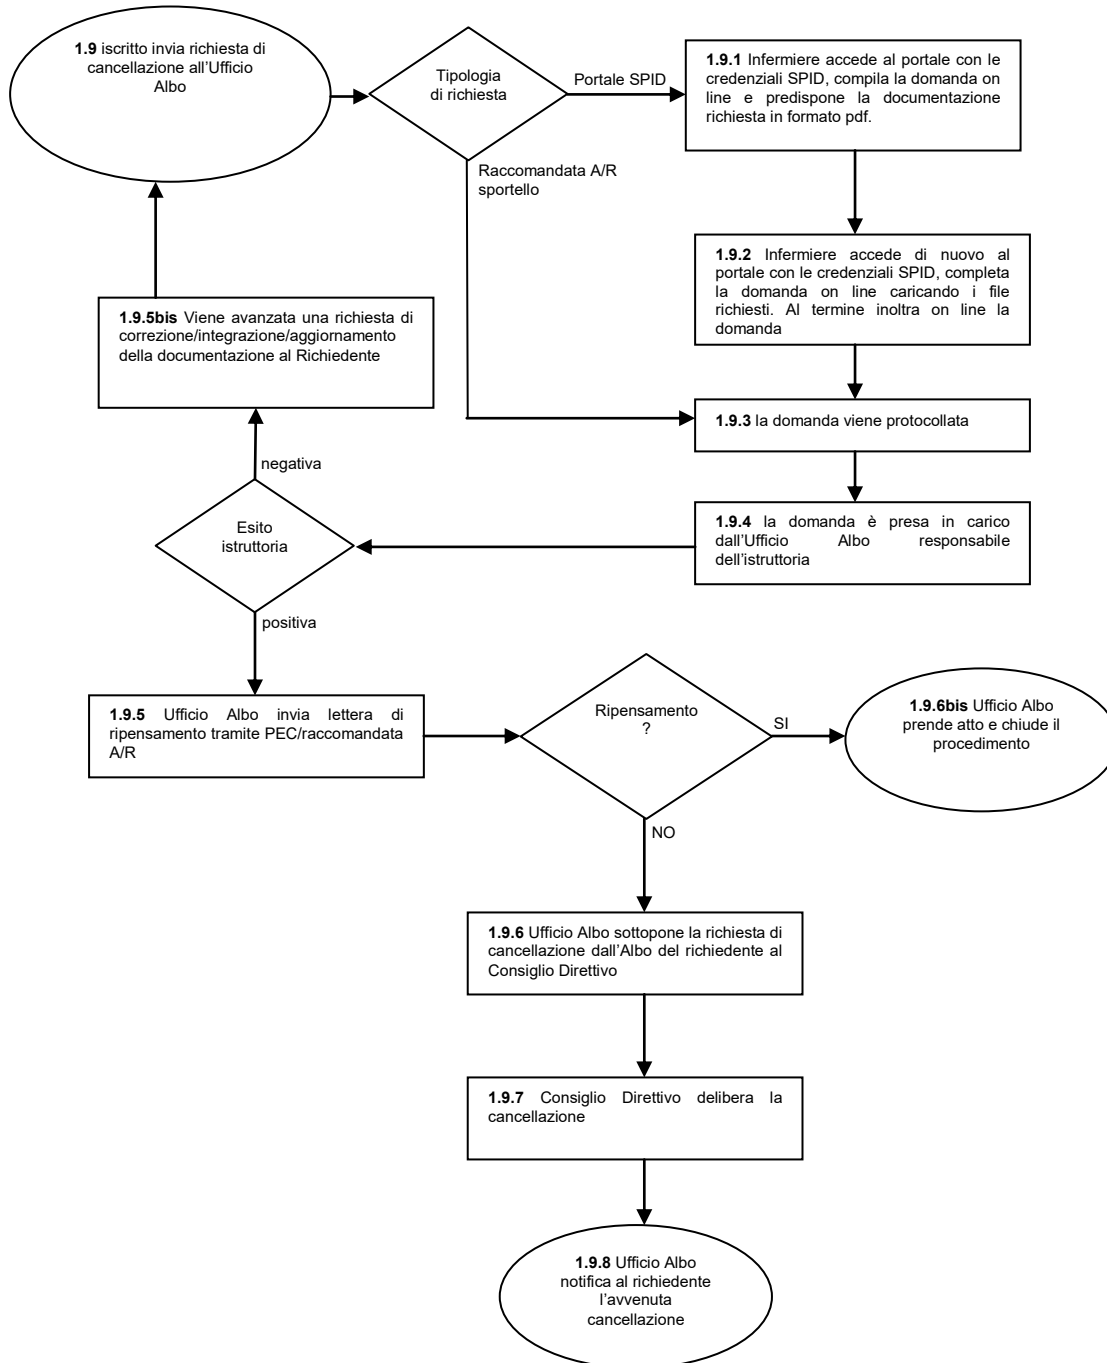 1.9 iscritto invia richiesta di
cancellazione all'Ufficio
Albo
Tipologia
di richiesta
Portale SPID
1.9.1 Infermiere accede al portale con le
credenziali SPID, compila la domanda on
line e predispone la documentazione
richiesta in formato pdf.
Raccomandata A/R
sportello
1.9.2 Infermiere accede di nuovo al
portale con le credenziali SPID, completa
la domanda on line caricando i file
richiesti. Al termine inoltra on line la
domanda
1.9.5bis Viene avanzata una richiesta di
correzione/integrazione/aggiornamento
della documentazione al Richiedente
1.9.3 la domanda viene protocollata
negativa
Esito
istruttoria
1.9.4 la domanda è presa in carico
dall'Ufficio Albo responsabile
dell'istruttoria
positiva
1.9.5 Ufficio Albo invia lettera di
ripensamento tramite PEC/raccomandata
A/R
Ripensamento
?
SI
1.9.6bis Ufficio Albo
prende atto e chiude il
procedimento
NO
1.9.6 Ufficio Albo sottopone la richiesta di
cancellazione dall'Albo del richiedente al
Consiglio Direttivo
1.9.7 Consiglio Direttivo delibera la
cancellazione
1.9.8 Ufficio Albo
notifica al richiedente
l'avvenuta
cancellazione